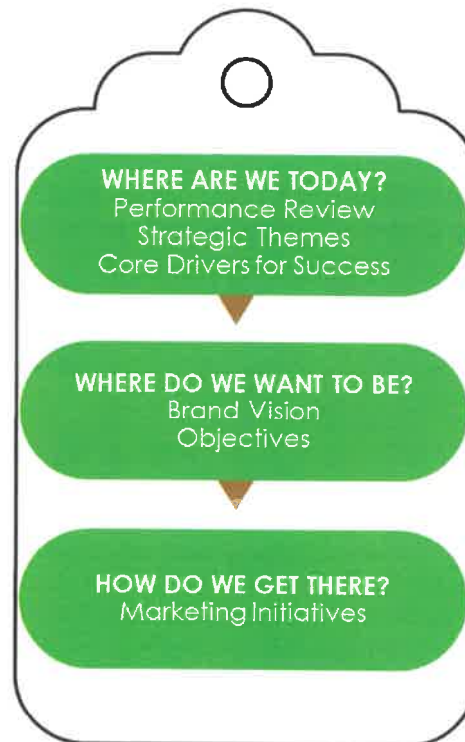 WHERE ARE WE TODAY?
Performance Review
Strategic Themes
Core Drivers for Success
WHERE DO WE WANT TO BE?
Brand Vision
Objectives
HOW DO WE GET THERE?
Marketing Initiatives